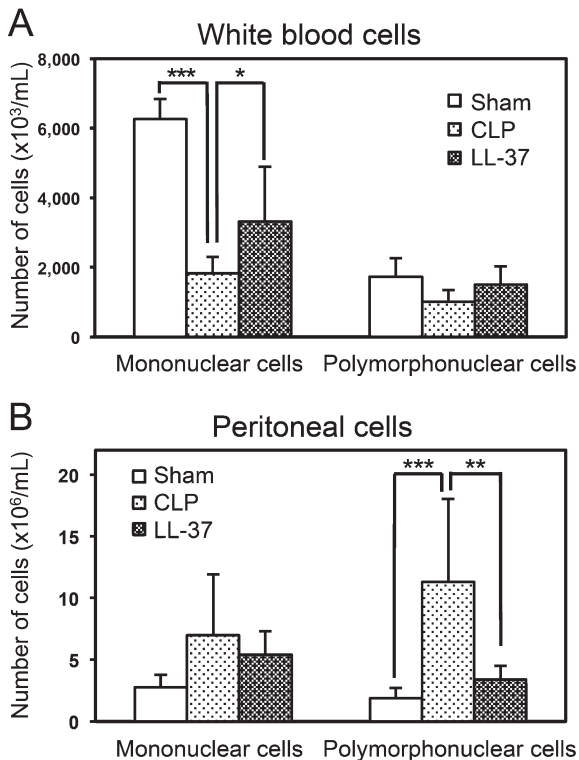 A
White blood cells
Number of cells (x10³/mL)
8,000
6,000
4,000
2,000
0
***
*
Sham
CLP
LL-37
Mononuclear cells
Polymorphonuclear cells
B
Peritoneal cells
Number of cells (x10⁶/mL)
20
15
10
5
0
Sham
CLP
LL-37
***
**
Mononuclear cells
Polymorphonuclear cells